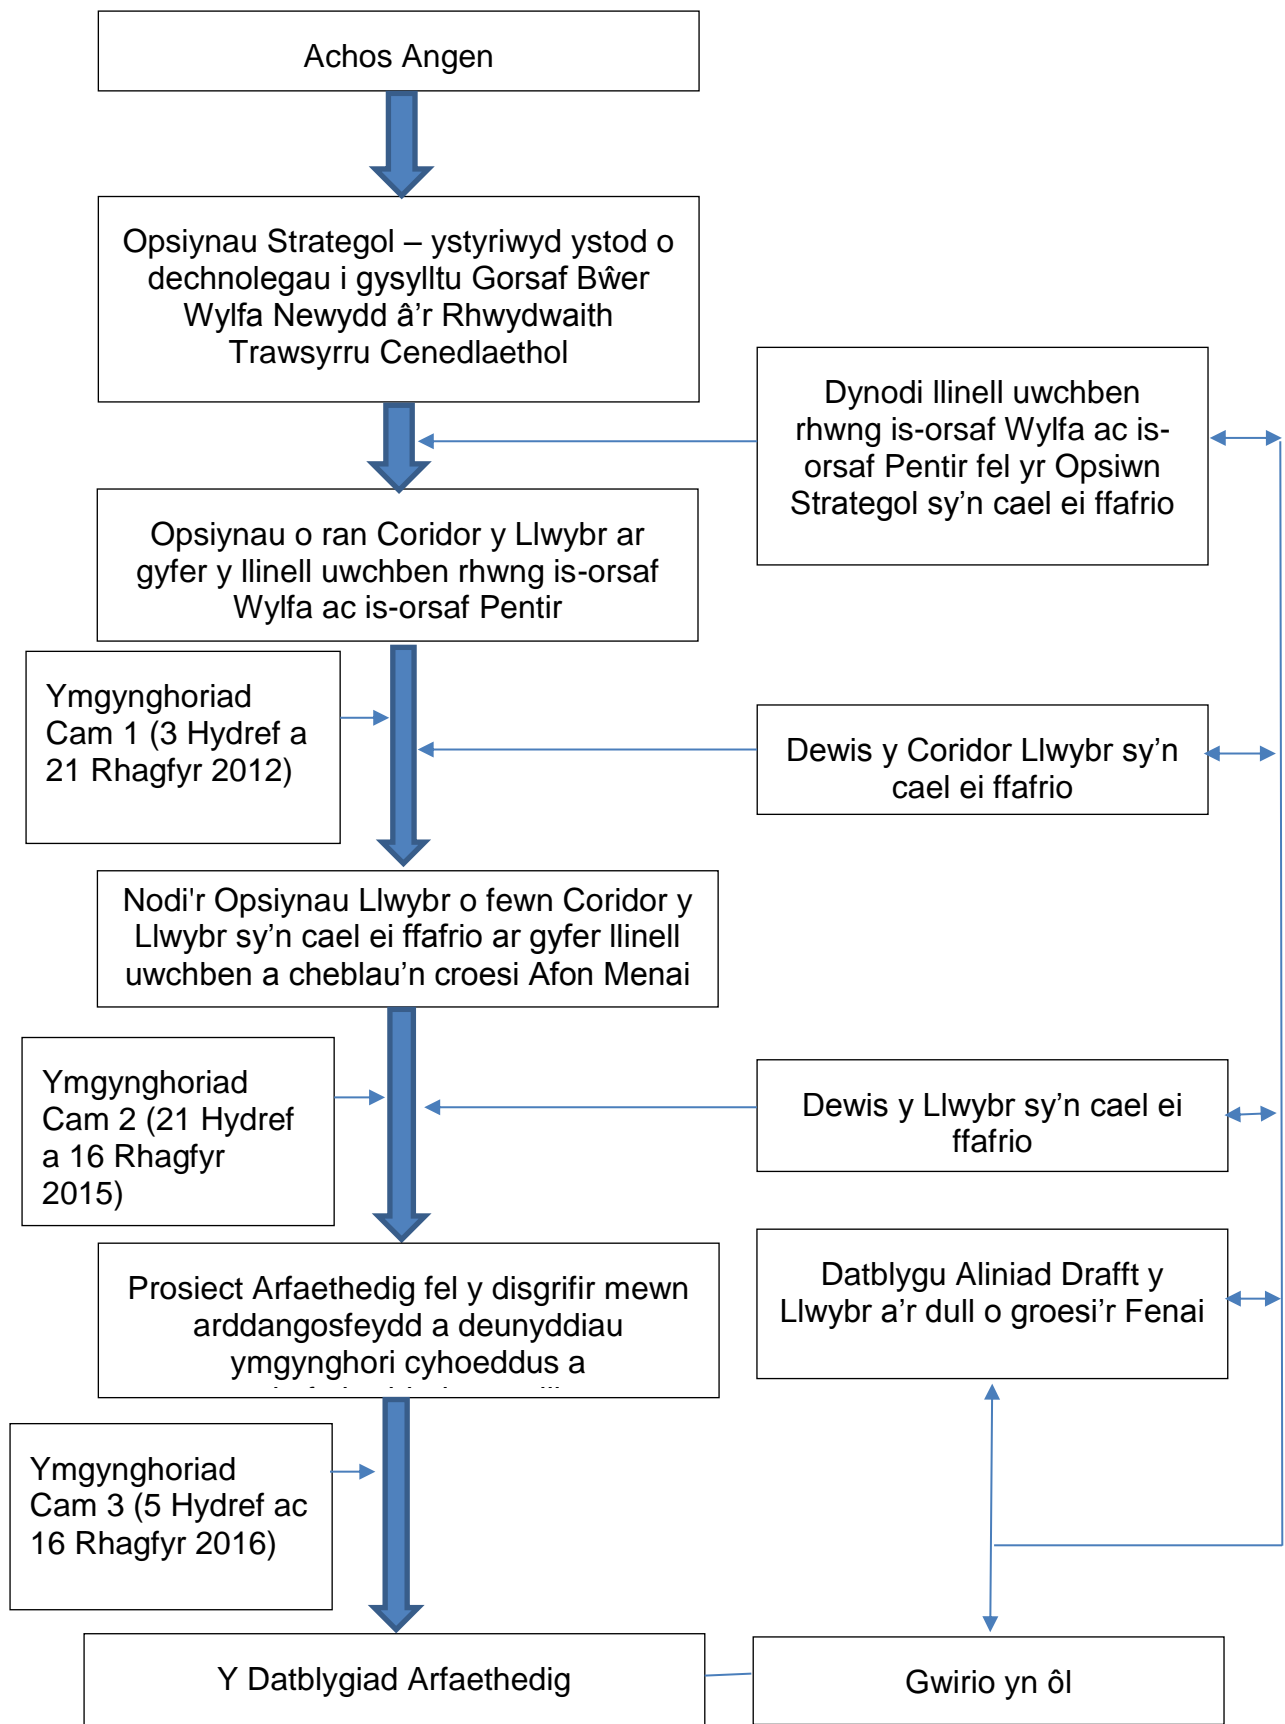 Achos Angen
Opsiynau Strategol – ystyriwyd ystod o
dechnolegau i gysylltu Gorsaf Bŵer
Wylfa Newydd â’r Rhwydwaith
Trawsyrru Cenedlaethol
Dynodi llinell uwchben
rhwng is-orsaf Wylfa ac is-
orsaf Pentir fel yr Opsiwn
Strategol sy’n cael ei ffafrio
Opsiynau o ran Coridor y Llwybr ar
gyfer y llinell uwchben rhwng is-orsaf
Wylfa ac is-orsaf Pentir
Ymgynghoriad
Cam 1 (3 Hydref a
21 Rhagfyr 2012)
Dewis y Coridor Llwybr sy’n
cael ei ffafrio
Nodi'r Opsiynau Llwybr o fewn Coridor y
Llwybr sy’n cael ei ffafrio ar gyfer llinell
uwchben a cheblau’n croesi Afon Menai
Ymgynghoriad
Cam 2 (21 Hydref
a 16 Rhagfyr
2015)
Dewis y Llwybr sy’n cael ei
ffafrio
Prosiect Arfaethedig fel y disgrifir mewn
arddangosfeydd a deunyddiau
ymgynghori cyhoeddus a
Datblygu Aliniad Drafft y
Llwybr a’r dull o groesi’r Fenai
Ymgynghoriad
Cam 3 (5 Hydref ac
16 Rhagfyr 2016)
Y Datblygiad Arfaethedig
Gwirio yn ôl